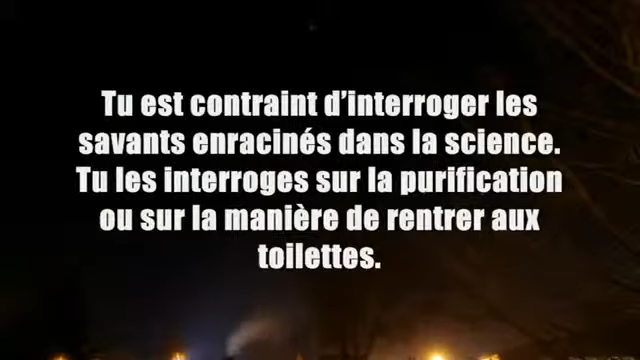 Tu est contraint d’interroger les
savants enracinés dans la science.
Tu les interroges sur la purification
ou sur la manière de rentrer aux
toilettes.